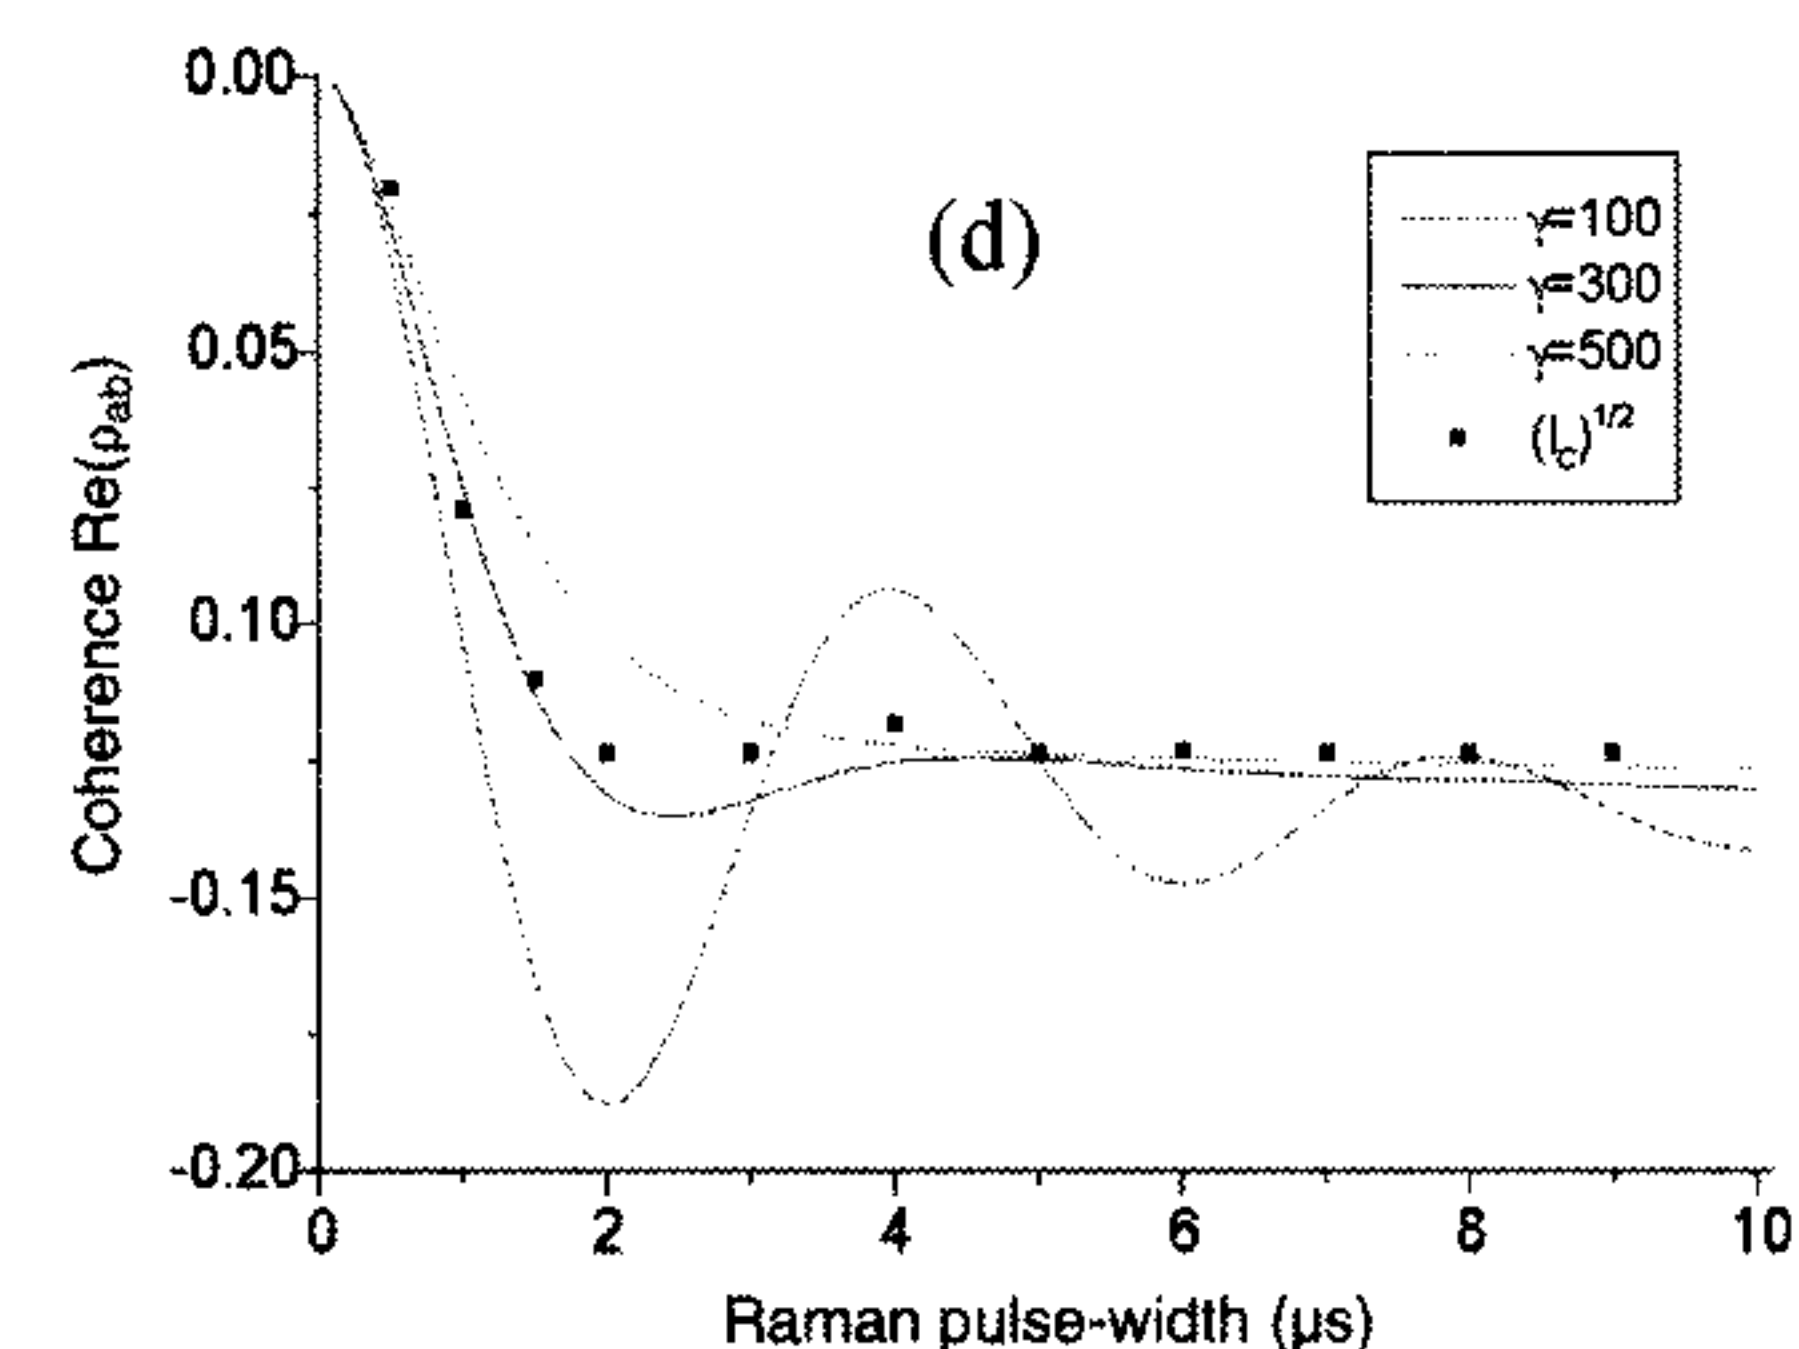 0.00
0.05
0.10
-0.15
-0.20
Coherence Re(ρab)
(d)
γ=100
γ=300
γ=500
(Ic)1/2
0 2 4 6 8 10
Raman pulse-width (μs)